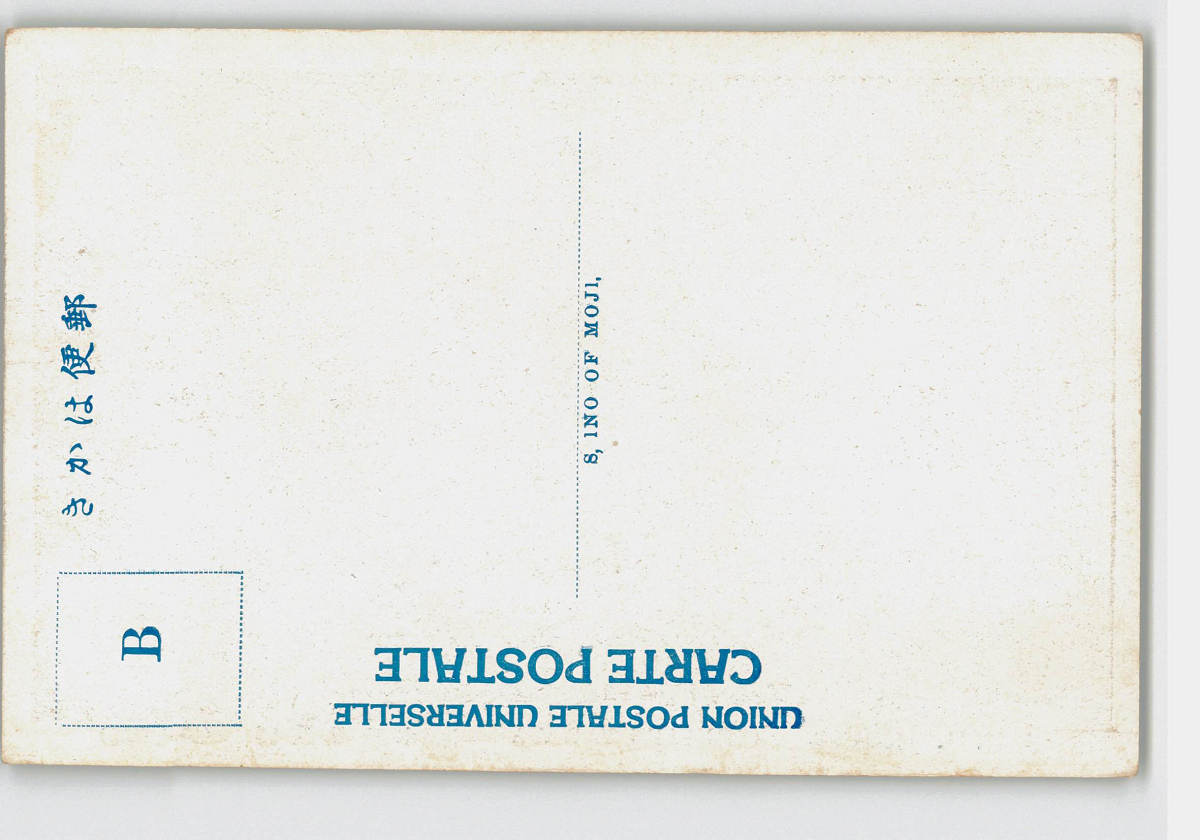 UNION POSTALE UNIVERSELLE
CARTE POSTALE
郵便はかき
B
S, INO OF MOJI,